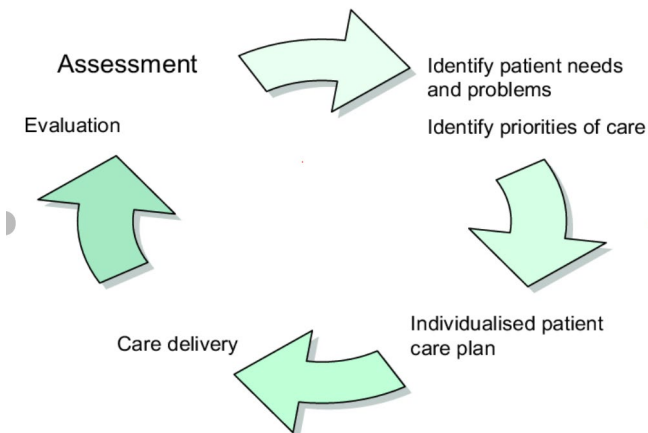 Assessment
Identify patient needs
and problems
Identify priorities of care
Individualised patient
care plan
Care delivery
Evaluation